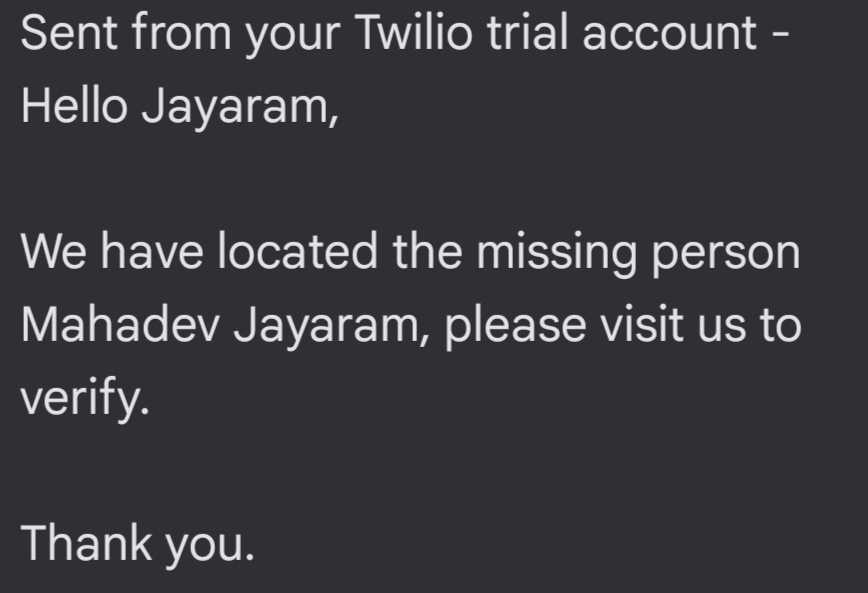 Sent from your Twilio trial account -
Hello Jayaram,
We have located the missing person
Mahadev Jayaram, please visit us to
verify.
Thank you.